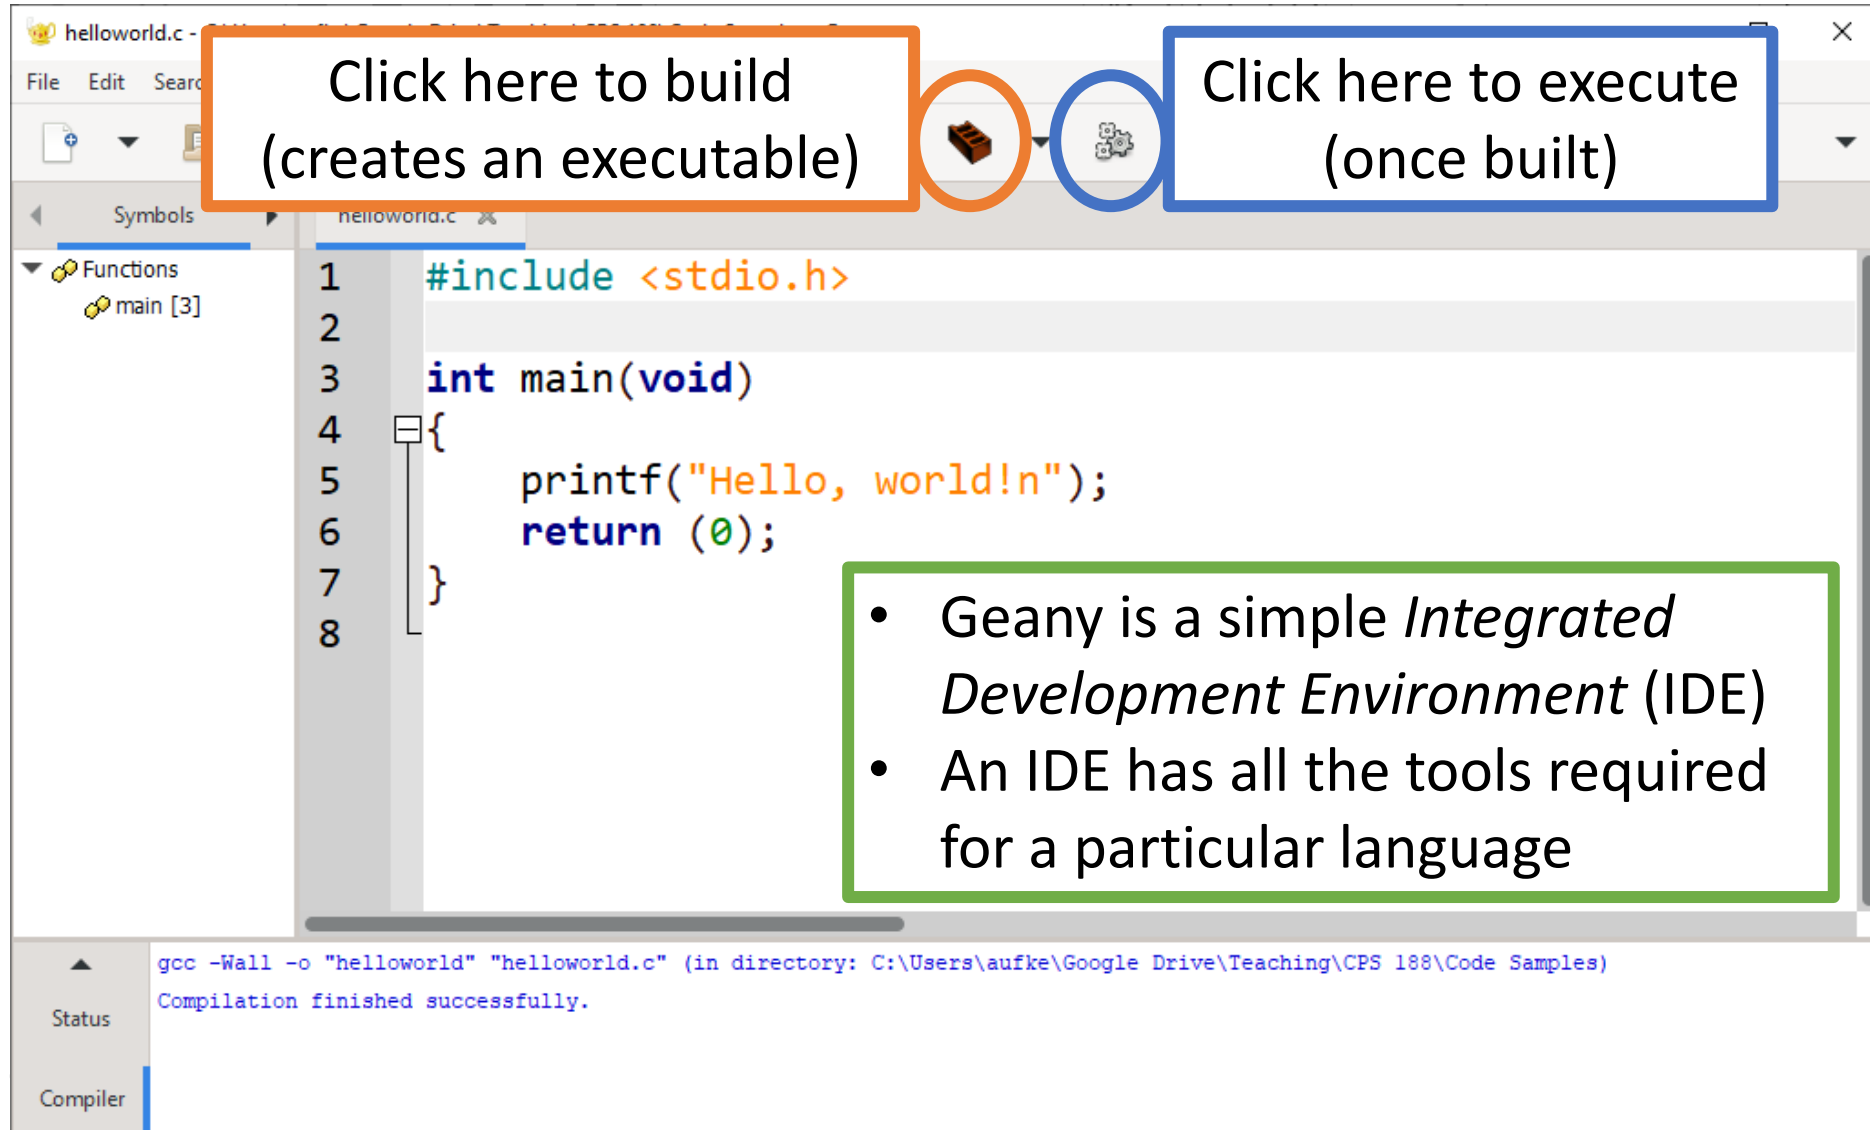 helloworld.c -
File Edit
Click here to build
(creates an executable)
Click here to execute
(once built)
Symbols
helloworld.c
Functions
main [3]
1 #include <stdio.h>
2
3 int main(void)
4 {
5 printf("Hello, world!n");
6 return (0);
7 }
8
• Geany is a simple Integrated
Development Environment (IDE)
• An IDE has all the tools required
for a particular language
gcc -Wall -o "helloworld" "helloworld.c" (in directory: C:\Users\aufke\Google Drive\Teaching\CPS 188\Code Samples)
Compilation finished successfully.
Status
Compiler